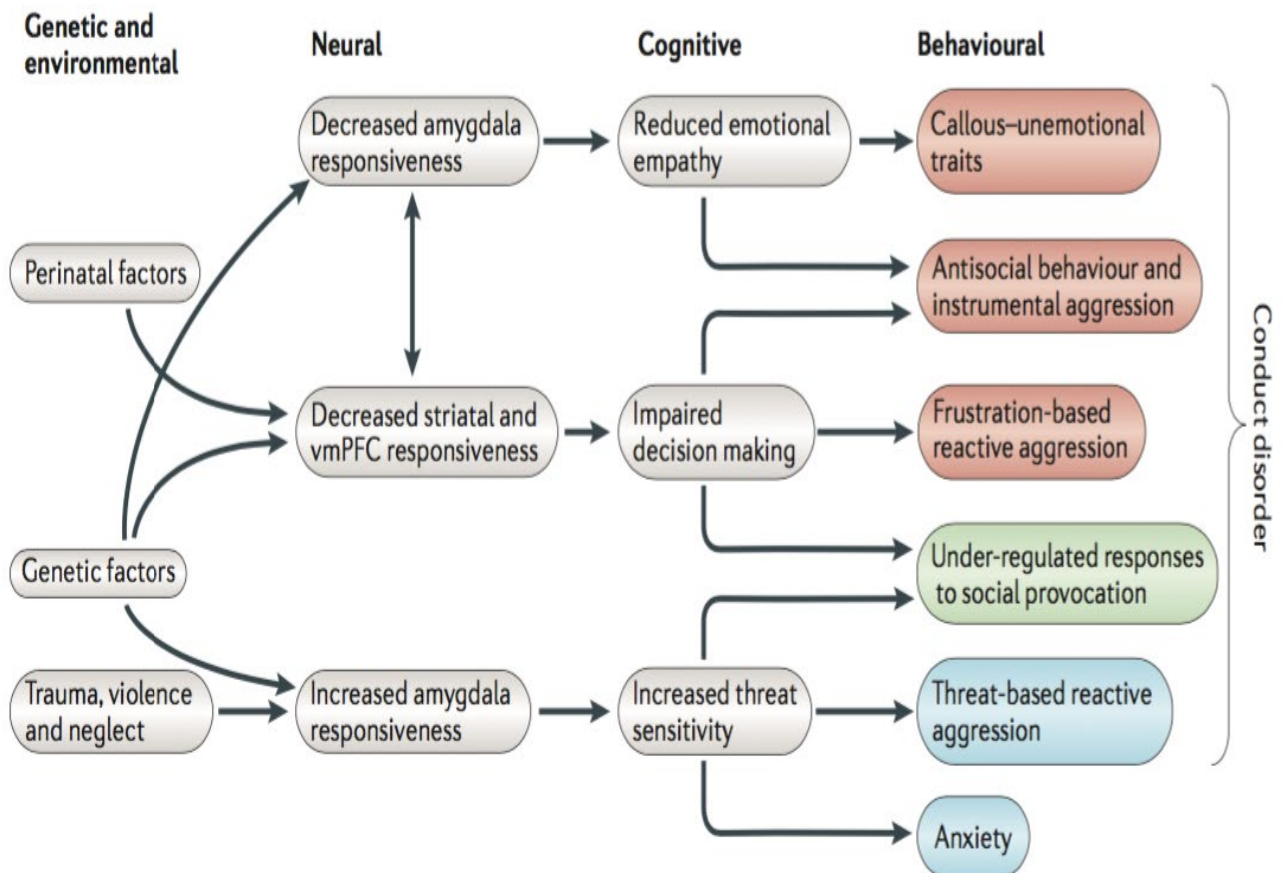 Genetic and
environmental
Neural
Cognitive
Behavioural
Decreased amygdala
responsiveness
Reduced emotional
empathy
Callous–unemotional
traits
Perinatal factors
Antisocial behaviour and
instrumental aggression
Decreased striatal and
vmPFC responsiveness
Impaired
decision making
Frustration-based
reactive aggression
Genetic factors
Under-regulated responses
to social provocation
Trauma, violence
and neglect
Increased amygdala
responsiveness
Increased threat
sensitivity
Threat-based reactive
aggression
Anxiety
Conduct disorder